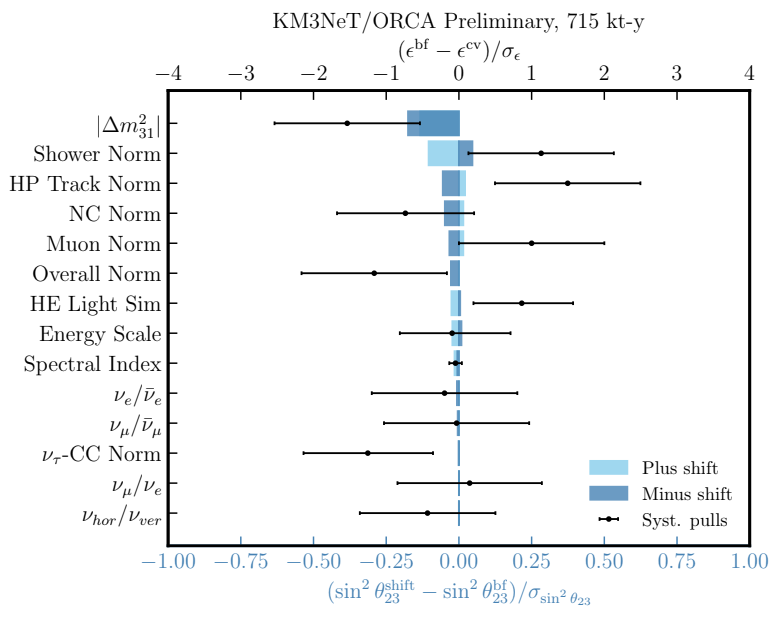 KM3NeT/ORCA Preliminary, 715 kt-y
(ϵ^bf − ϵ^cv)/σ_ϵ
−4 −3 −2 −1 0 1 2 3 4
|Δm²₃₁|
Shower Norm
HP Track Norm
NC Norm
Muon Norm
Overall Norm
HE Light Sim
Energy Scale
Spectral Index
ν_e/ν̄_e
ν_μ/ν̄_μ
ν_τ-CC Norm
ν_μ/ν_e
ν_hor/ν_ver
Plus shift
Minus shift
Syst. pulls
−1.00 −0.75 −0.50 −0.25 0.00 0.25 0.50 0.75 1.00
(sin² θ₂₃^shift − sin² θ₂₃^bf)/σ_sin² θ₂₃